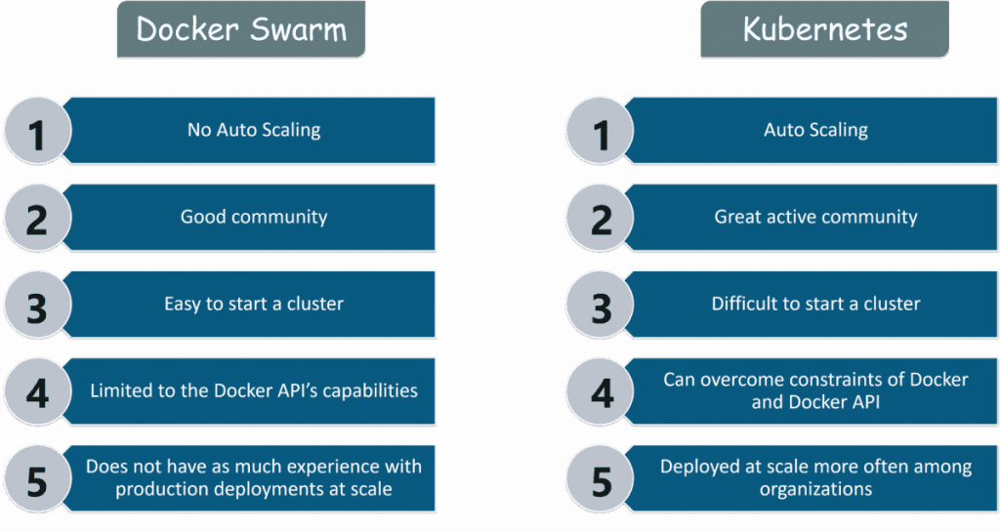 Docker Swarm
1
No Auto Scaling
2
Good community
3
Easy to start a cluster
4
Limited to the Docker API’s capabilities
5
Does not have as much experience with
production deployments at scale
Kubernetes
1
Auto Scaling
2
Great active community
3
Difficult to start a cluster
4
Can overcome constraints of Docker
and Docker API
5
Deployed at scale more often among
organizations